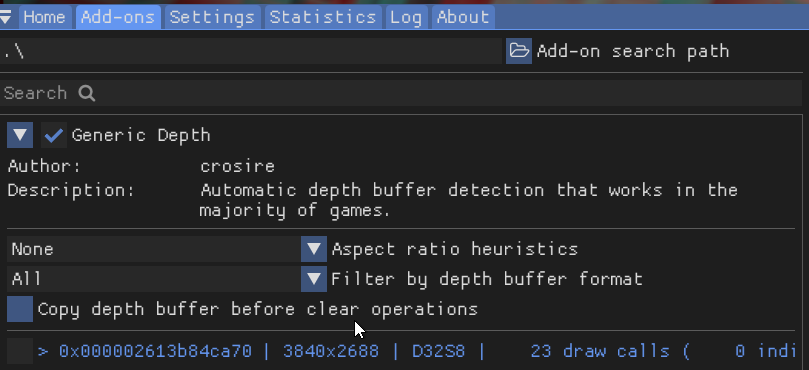 Home Add-ons Settings Statistics Log About
.\ Add-on search path
Search
Generic Depth
Author: crosire
Description: Automatic depth buffer detection that works in the
majority of games.
None Aspect ratio heuristics
All Filter by depth buffer format
Copy depth buffer before clear operations
> 0x000002613b84ca70 | 3840x2688 | D32S8 | 23 draw calls ( 0 indi